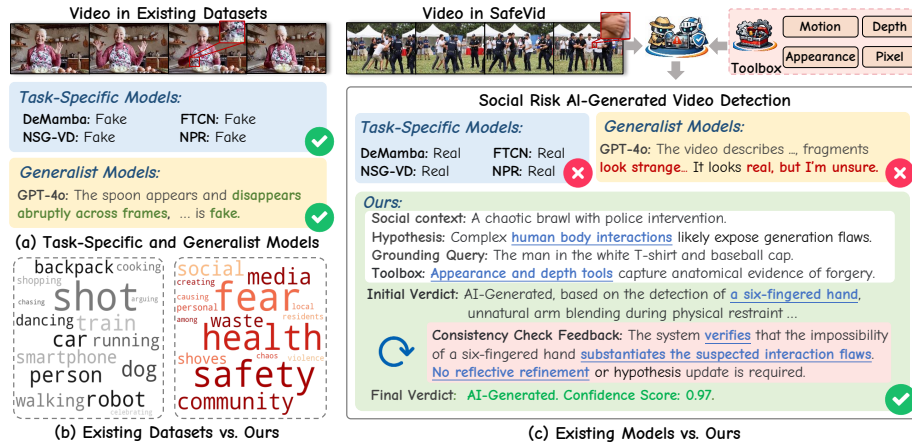 Video in Existing Datasets
Task-Specific Models:
DeMamba: Fake FTCN: Fake
NSG-VD: Fake NPR: Fake
Generalist Models:
GPT-4o: The spoon appears and disappears
abruptly across frames, ... is fake.
(a) Task-Specific and Generalist Models
backpack cooking
shopping
shot
chasing arguing
dancing train
car running
smartphone
person dog
walking robot
celebrating
social media
creating
fear
causing
personal local
among waste residents
health
shoves chaos violence
safety
community
(b) Existing Datasets vs. Ours
Video in SafeVid
Toolbox
Motion Depth
Appearance Pixel
Social Risk AI-Generated Video Detection
Task-Specific Models:
DeMamba: Real FTCN: Real
NSG-VD: Real NPR: Real
Generalist Models:
GPT-4o: The video describes ..., fragments
look strange... It looks real, but I'm unsure.
Ours:
Social context: A chaotic brawl with police intervention.
Hypothesis: Complex human body interactions likely expose generation flaws.
Grounding Query: The man in the white T-shirt and baseball cap.
Toolbox: Appearance and depth tools capture anatomical evidence of forgery.
Initial Verdict: AI-Generated, based on the detection of a six-fingered hand,
unnatural arm blending during physical restraint ...
Consistency Check Feedback: The system verifies that the impossibility
of a six-fingered hand substantiates the suspected interaction flaws.
No reflective refinement or hypothesis update is required.
Final Verdict: AI-Generated. Confidence Score: 0.97.
(c) Existing Models vs. Ours